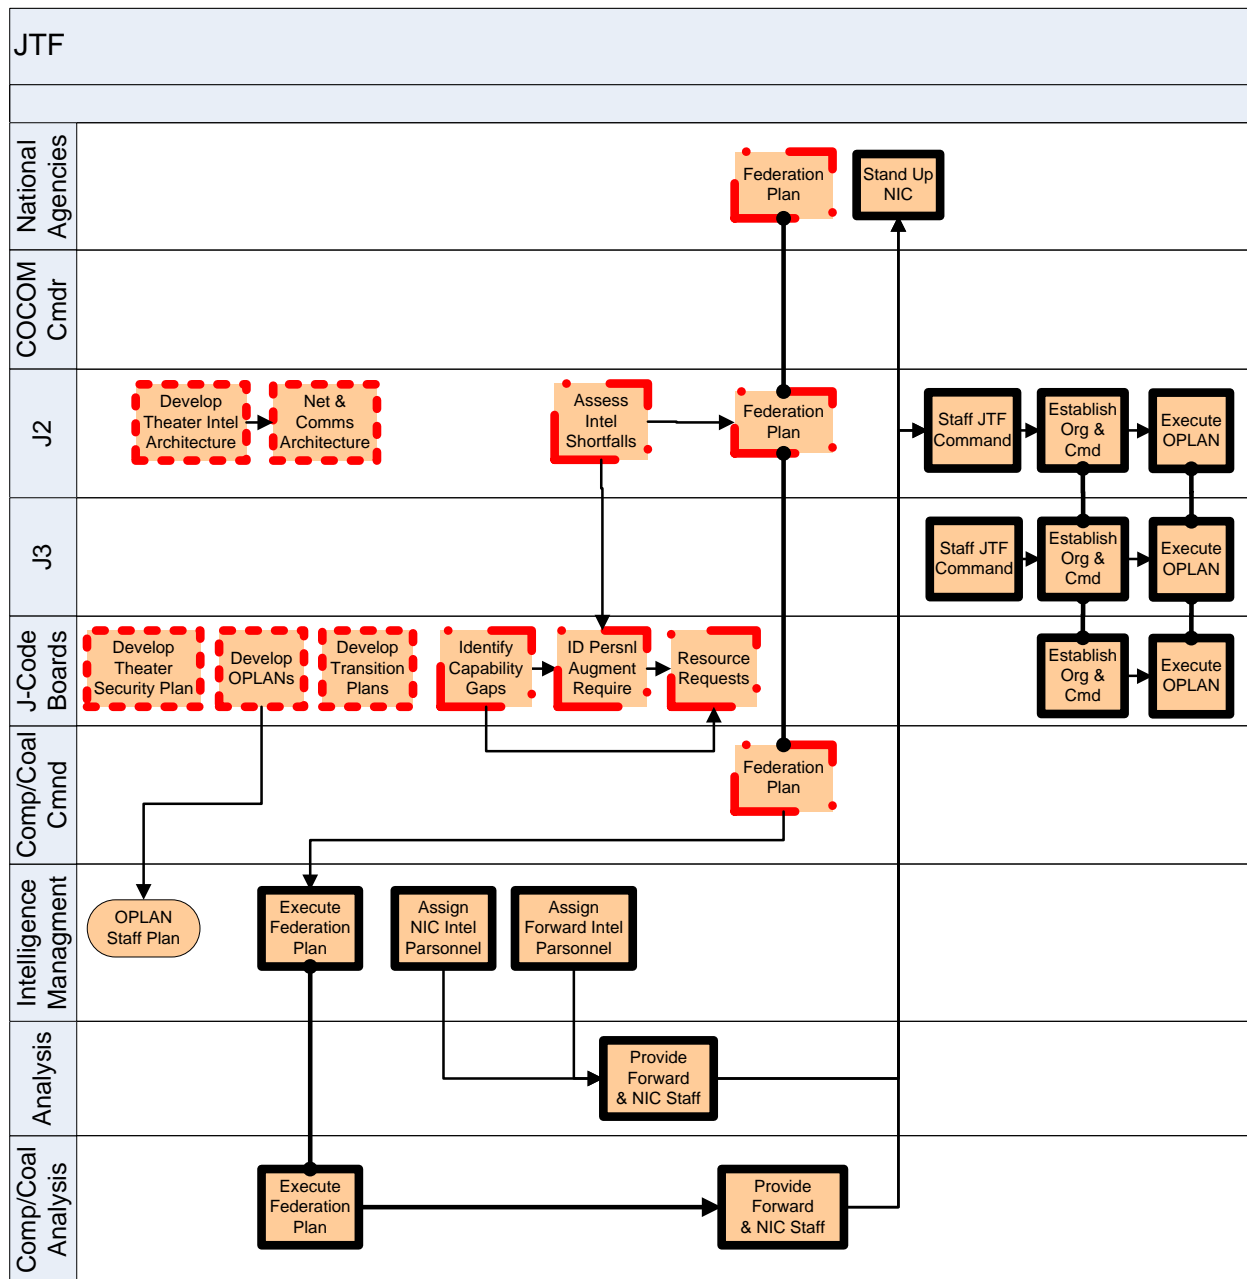 JTF
National
Agencies
Federation
Plan
Stand Up
NIC
COCOM
Cmdr
J2
Develop
Theater Intel
Architecture
Net &
Comms
Architecture
Assess
Intel
Shortfalls
Federation
Plan
Staff JTF
Command
Establish
Org &
Cmd
Execute
OPLAN
J3
Staff JTF
Command
Establish
Org &
Cmd
Execute
OPLAN
J-Code
Boards
Develop
Theater
Security Plan
Develop
OPLANs
Develop
Transition
Plans
Identify
Capability
Gaps
ID Persnl
Augment
Require
Resource
Requests
Establish
Org &
Cmd
Execute
OPLAN
Comp/Coal
Cmnd
Federation
Plan
Intelligence
Managment
OPLAN
Staff Plan
Execute
Federation
Plan
Assign
NIC Intel
Parsonnel
Assign
Forward Intel
Parsonnel
Analysis
Provide
Forward
& NIC Staff
Comp/Coal
Analysis
Execute
Federation
Plan
Provide
Forward
& NIC Staff